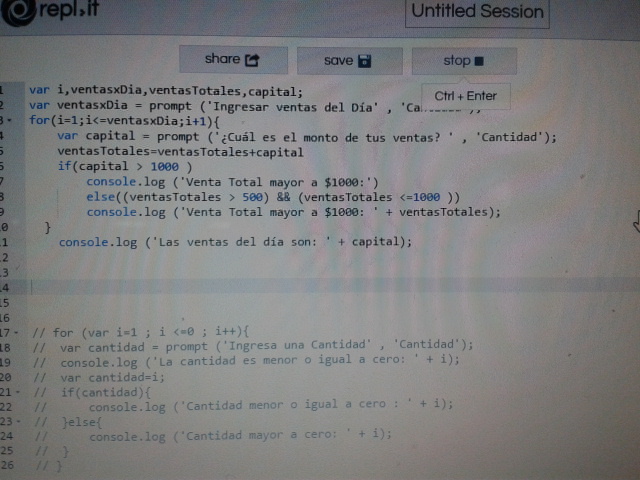 repl.it
Untitled Session
share
save
stop
Ctrl + Enter
1 var i,ventasxDia,ventasTotales,capital;
2 var ventasxDia = prompt ('Ingresar ventas del Día' ,
3 for(i=1;i<=ventasxDia;i+1){
4 var capital = prompt ('¿Cuál es el monto de tus ventas? ' , 'Cantidad');
5 ventasTotales=ventasTotales+capital
6 if(capital > 1000 )
7 console.log ('Venta Total mayor a $1000:')
8 else((ventasTotales > 500) && (ventasTotales <=1000 ))
9 console.log ('Venta Total mayor a $1000: ' + ventasTotales);
0 }
1 console.log ('Las ventas del día son: ' + capital);
2
3
14
15
16
17 // for (var i=1 ; i <=0 ; i++){
18 // var cantidad = prompt ('Ingresa una Cantidad' , 'Cantidad');
19 // console.log ('La cantidad es menor o igual a cero: ' + i);
20 // var cantidad=i;
21 // if(cantidad){
22 // console.log ('Cantidad menor o igual a cero : ' + i);
23 // }else{
24 // console.log ('Cantidad mayor a cero: ' + i);
25 // }
26 // }